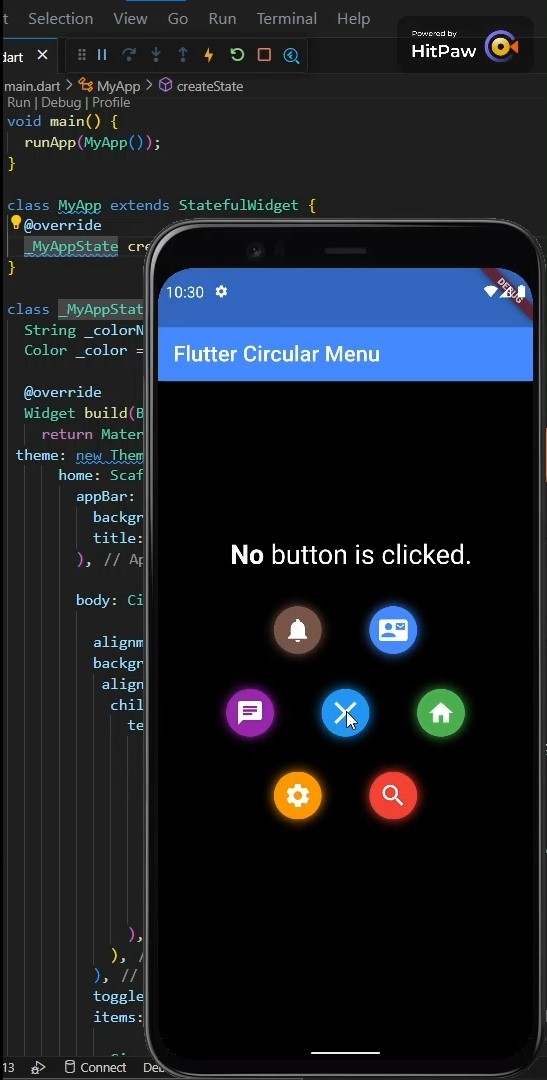 Selection View Go Run Terminal Help
Powered by
HitPaw
dart
main.dart > MyApp > createState
Run | Debug | Profile
void main() {
runApp(MyApp());
}
class MyApp extends StatefulWidget {
@override
_MyAppState cre
}
class _MyAppStat
String _colorN
Color _color =
@override
Widget build(B
return Mater
theme: new Them
home: Scaf
appBar:
backgr
title:
), // Ap
body: Ci
alignm
backgr
align
chil
te
),
),
), //
toggle
items:
13 Connect Deb
10:30
DEBUG
Flutter Circular Menu
No button is clicked.